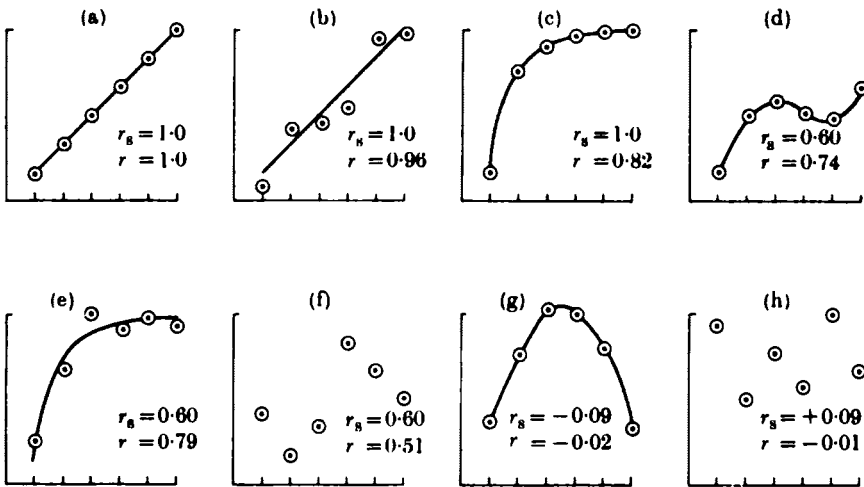 (a)
r_s = 1·0
r = 1·0
(b)
r_s = 1·0
r = 0·96
(c)
r_s = 1·0
r = 0·82
(d)
r_s = 0·60
r = 0·74
(e)
r_s = 0·60
r = 0·79
(f)
r_s = 0·60
r = 0·51
(g)
r_s = −0·09
r = −0·02
(h)
r_s = +0·09
r = −0·01